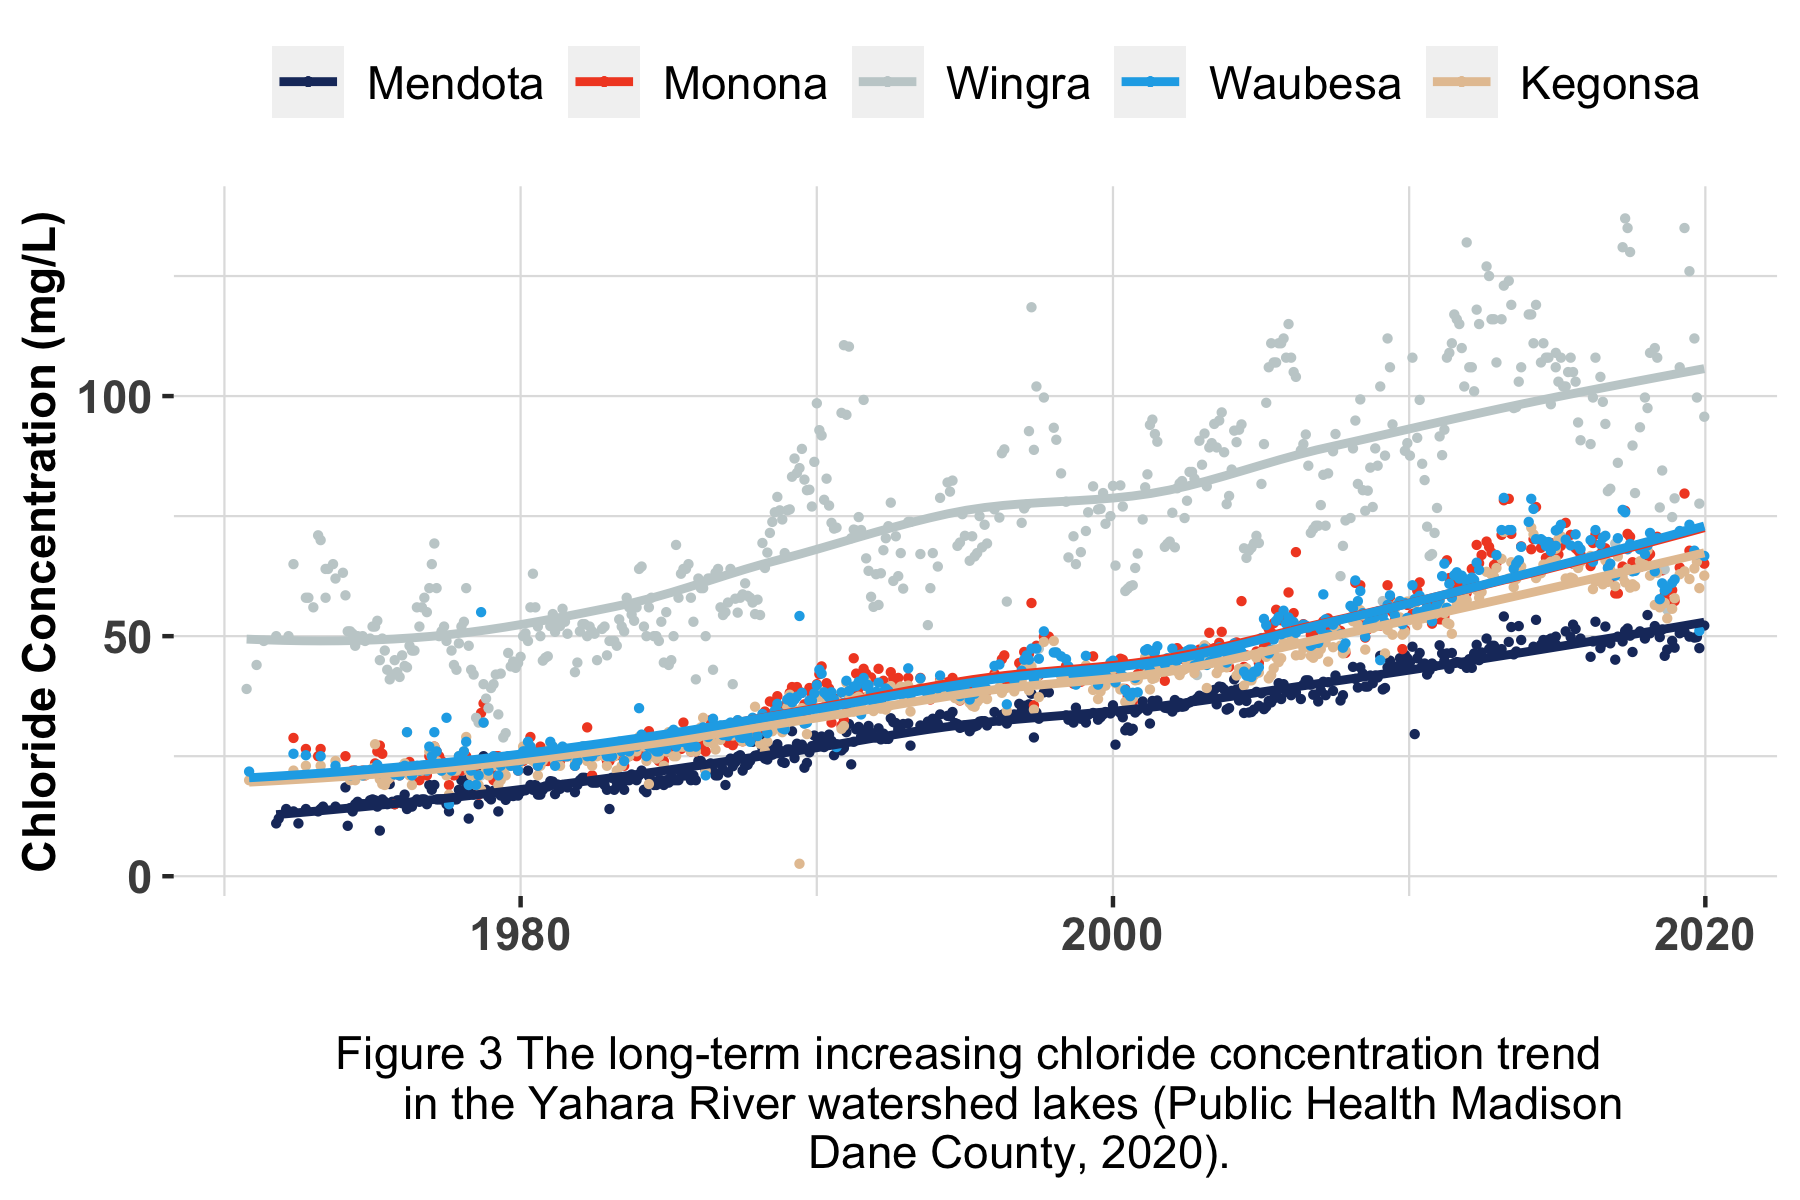 Mendota Monona Wingra Waubesa Kegonsa
Chloride Concentration (mg/L)
100
50
0
1980 2000 2020
Figure 3 The long-term increasing chloride concentration trend
in the Yahara River watershed lakes (Public Health Madison
Dane County, 2020).